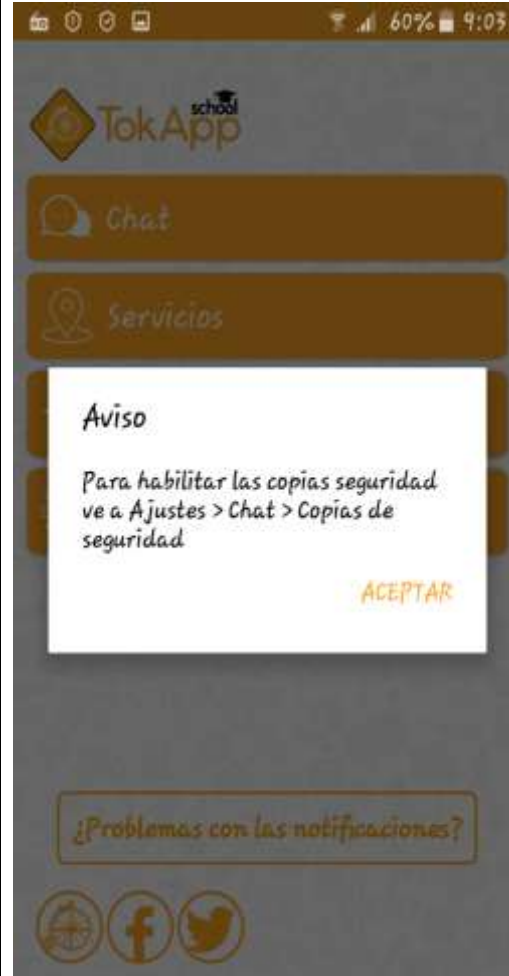 60% 9:03
TokApp
school
Chat
Servicios
Aviso
Para habilitar las copias seguridad
ve a Ajustes > Chat > Copias de
seguridad
ACEPTAR
¿Problemas con las notificaciones?